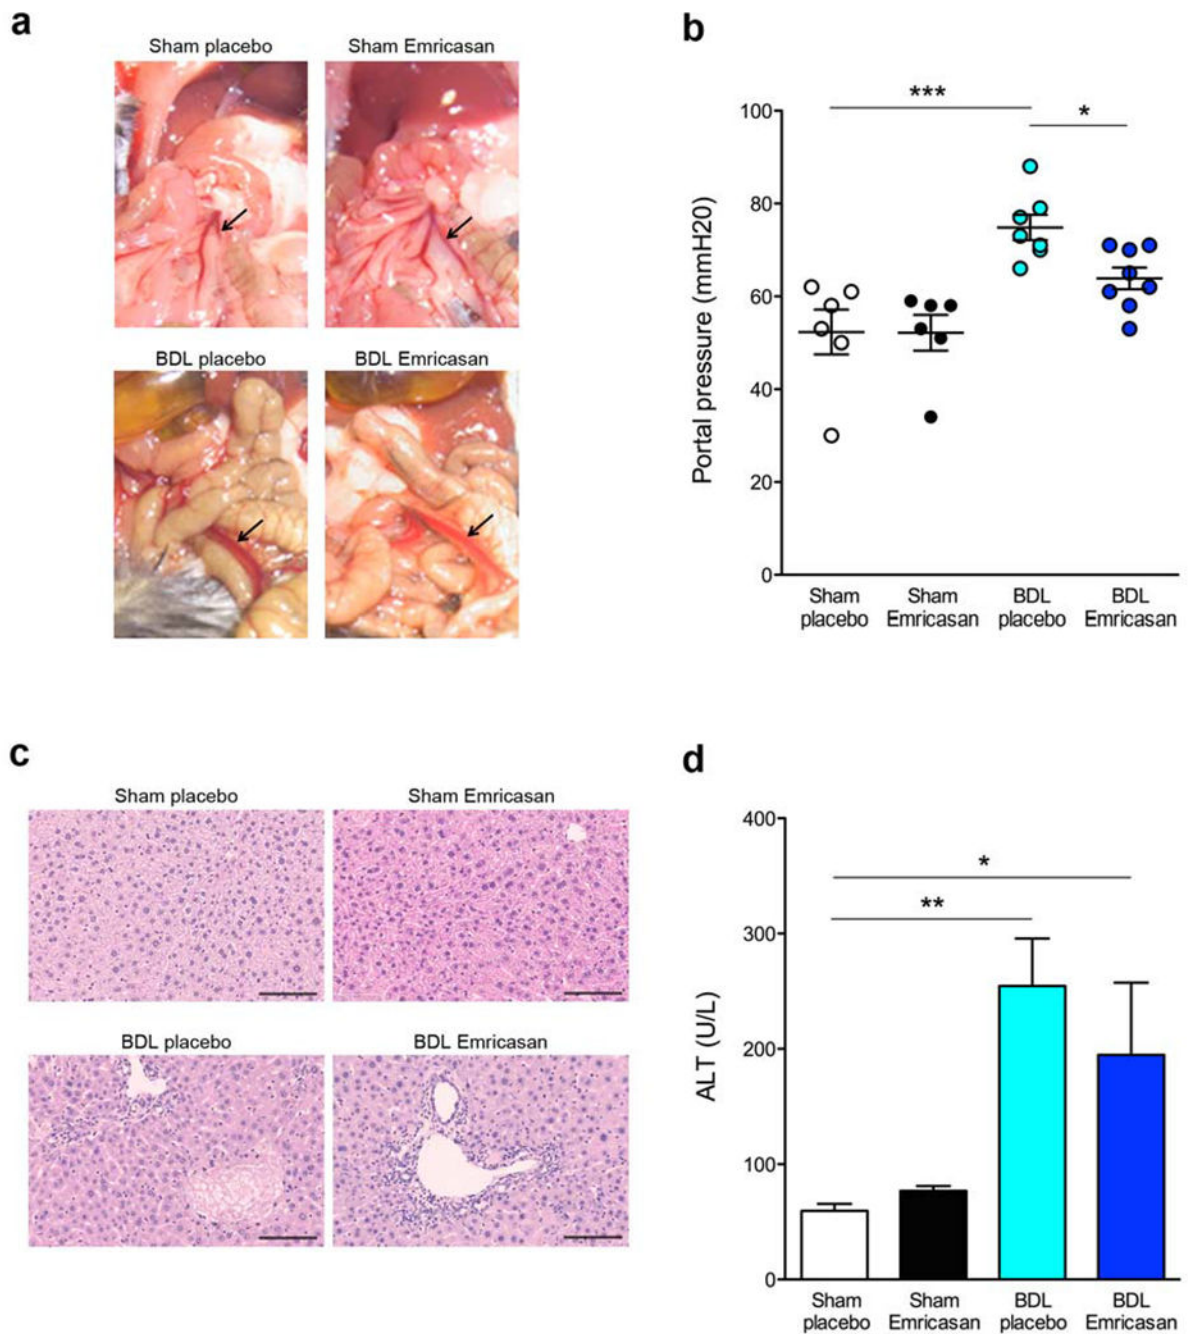 a
Sham placebo
Sham Emricasan
BDL placebo
BDL Emricasan
b
***
*
Portal pressure (mmH20)
100
80
60
40
20
0
Sham
placebo
Sham
Emricasan
BDL
placebo
BDL
Emricasan
c
Sham placebo
Sham Emricasan
BDL placebo
BDL Emricasan
d
*
**
ALT (U/L)
400
300
200
100
0
Sham
placebo
Sham
Emricasan
BDL
placebo
BDL
Emricasan